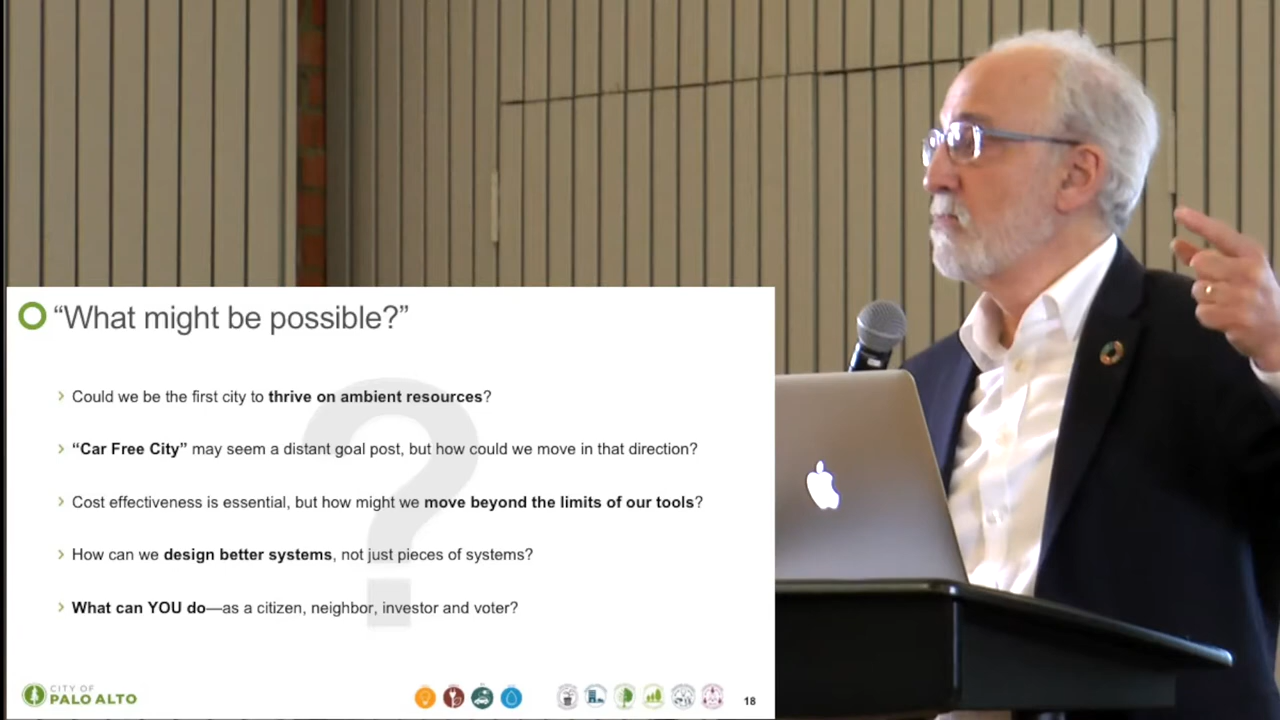 “What might be possible?”
Could we be the first city to thrive on ambient resources?
“Car Free City” may seem a distant goal post, but how could we move in that direction?
Cost effectiveness is essential, but how might we move beyond the limits of our tools?
How can we design better systems, not just pieces of systems?
What can YOU do—as a citizen, neighbor, investor and voter?
CITY OF
PALO ALTO
18